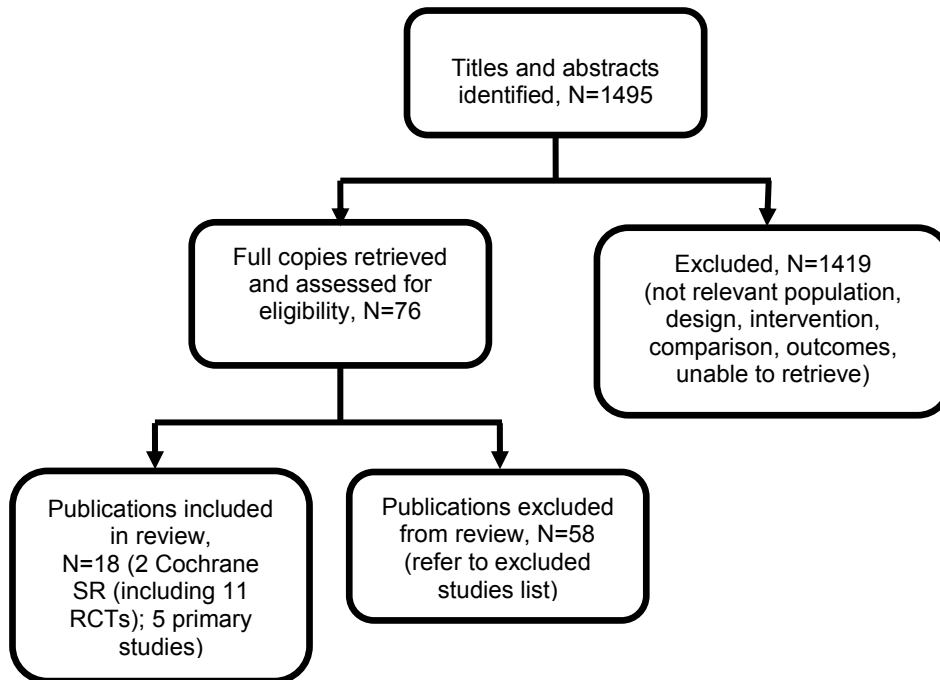 Titles and abstracts
identified, N=1495
Full copies retrieved
and assessed for
eligibility, N=76
Excluded, N=1419
(not relevant population,
design, intervention,
comparison, outcomes,
unable to retrieve)
Publications included
in review,
N=18 (2 Cochrane
SR (including 11
RCTs); 5 primary
studies)
Publications excluded
from review, N=58
(refer to excluded
studies list)